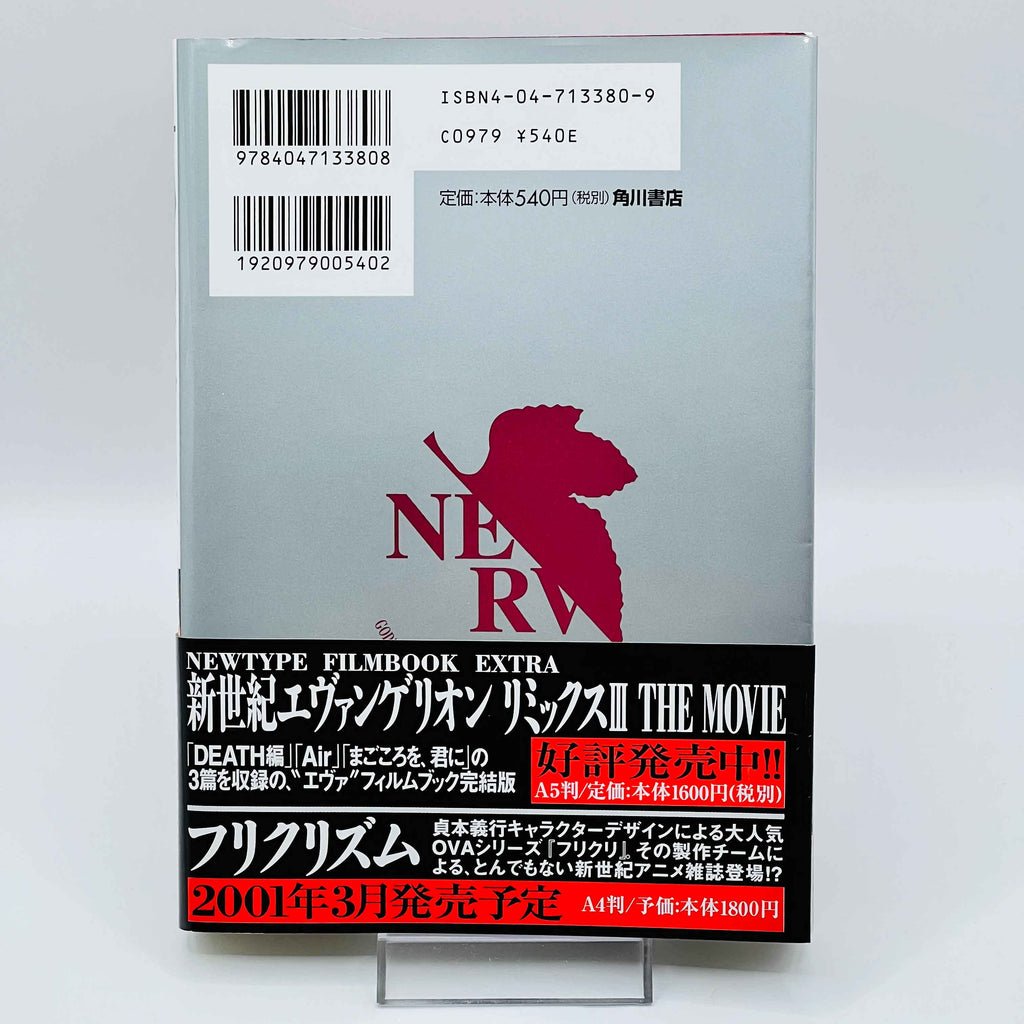 ISBN4-04-713380-9
C0979 ¥540E
9784047133808
1920979005402
定価：本体540円（税別）角川書店
NERV
GOD'
NEWTYPE FILMBOOK EXTRA
新世紀エヴァンゲリオン リミックスⅢ THE MOVIE
「DEATH編」「Air」「まごころを、君に」の
3篇を収録の、〝エヴァ〟フィルムブック完結版
好評発売中!!
A5判/定価:本体1600円(税別)
フリクリズム
貞本義行キャラクターデザインによる大人気
OVAシリーズ『フリクリ』。その製作チームに
よる、とんでもない新世紀アニメ雑誌登場!?
2001年3月発売予定
A4判/予価:本体1800円